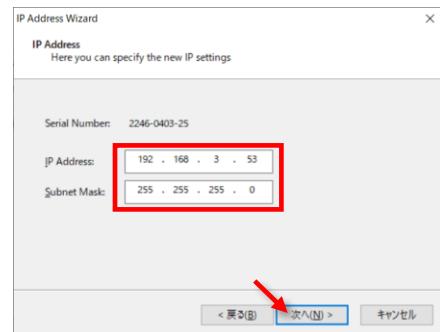 IP Address Wizard
IP Address
Here you can specify the new IP settings
Serial Number: 2246-0403-25
IP Address: 192 . 168 . 3 . 53
Subnet Mask: 255 . 255 . 255 . 0
< 戻る(B) 次へ(N) > キャンセル